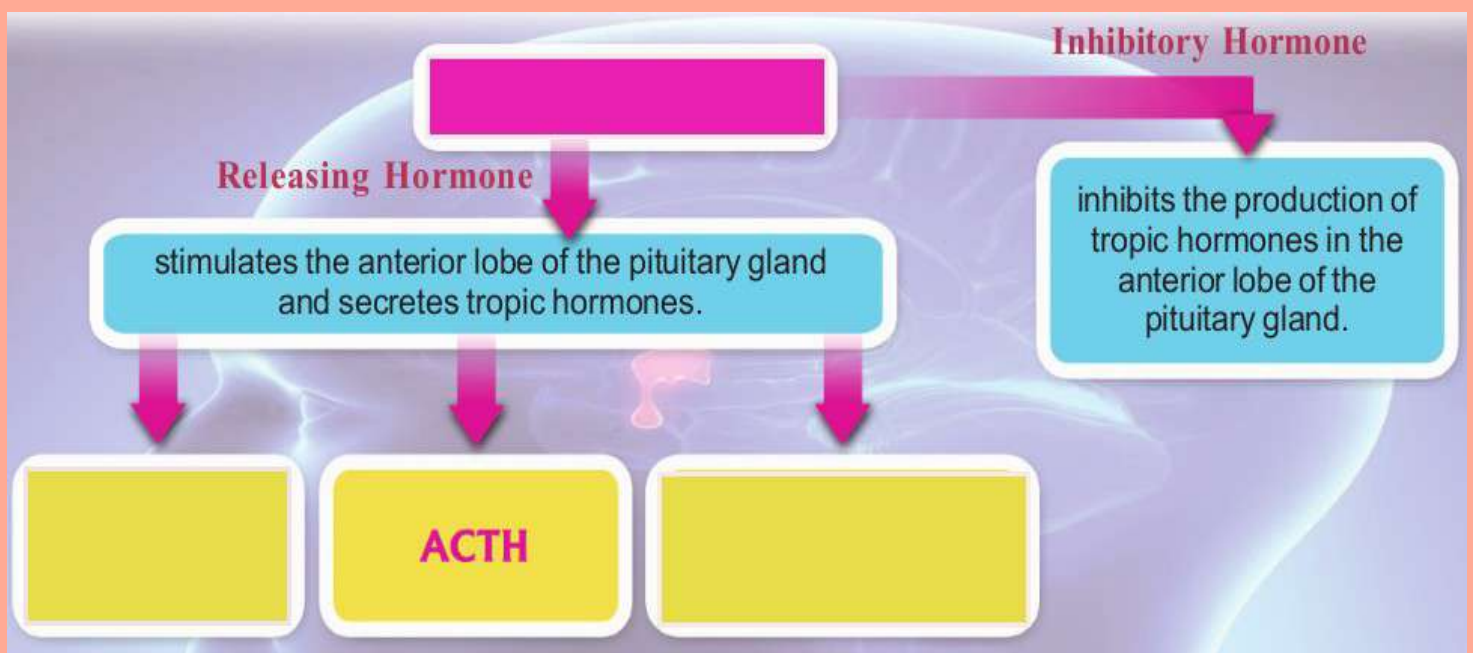 Inhibitory Hormone
Releasing Hormone
stimulates the anterior lobe of the pituitary gland
and secretes tropic hormones.
inhibits the production of
tropic hormones in the
anterior lobe of the
pituitary gland.
ACTH